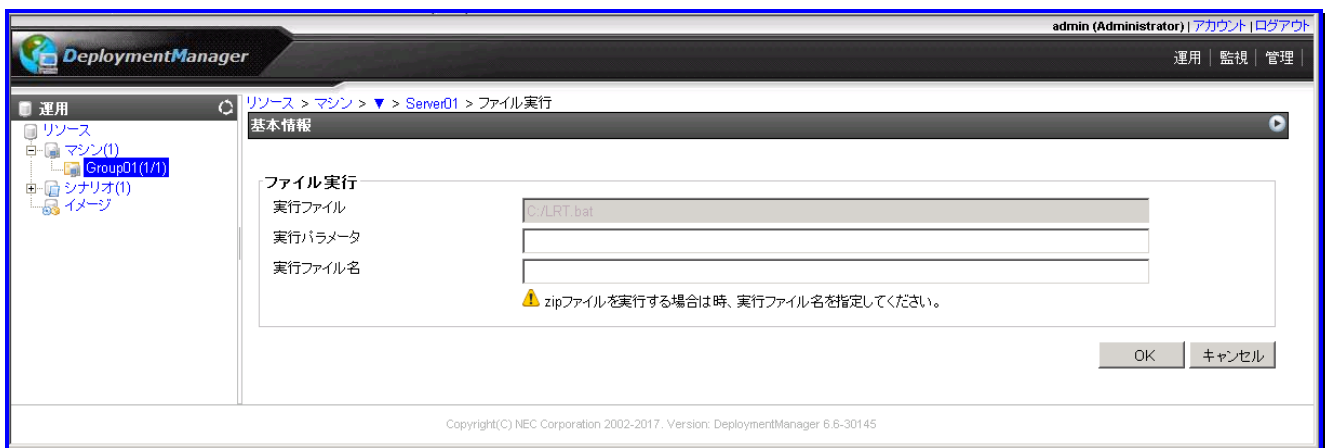 admin (Administrator) | アカウント | ログアウト
DeploymentManager
運用 | 監視 | 管理 |
運用
リソース > マシン > ▼ > Server01 > ファイル実行
リソース
基本情報
マシン(1)
Group01(1/1)
シナリオ(1)
イメージ
ファイル実行
実行ファイル
C:/LRT.bat
実行パラメータ
実行ファイル名
zipファイルを実行する場合は時、実行ファイル名を指定してください。
OK
キャンセル
Copyright(C) NEC Corporation 2002-2017. Version: DeploymentManager 6.6-30145